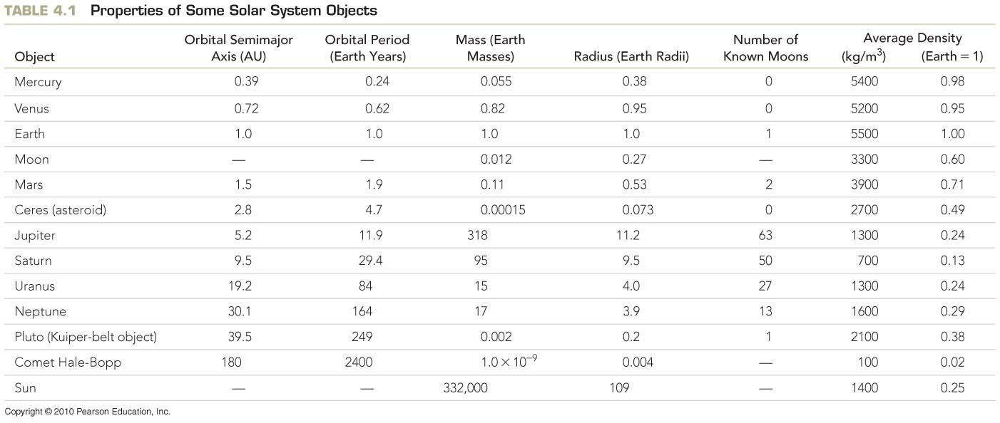 TABLE 4.1 Properties of Some Solar System Objects
Orbital Semimajor Orbital Period Mass (Earth Number of Average Density
Object Axis (AU) (Earth Years) Masses) Radius (Earth Radii) Known Moons (kg/m³) (Earth = 1)
Mercury 0.39 0.24 0.055 0.38 0 5400 0.98
Venus 0.72 0.62 0.82 0.95 0 5200 0.95
Earth 1.0 1.0 1.0 1.0 1 5500 1.00
Moon — — 0.012 0.27 — 3300 0.60
Mars 1.5 1.9 0.11 0.53 2 3900 0.71
Ceres (asteroid) 2.8 4.7 0.00015 0.073 0 2700 0.49
Jupiter 5.2 11.9 318 11.2 63 1300 0.24
Saturn 9.5 29.4 95 9.5 50 700 0.13
Uranus 19.2 84 15 4.0 27 1300 0.24
Neptune 30.1 164 17 3.9 13 1600 0.29
Pluto (Kuiper-belt object) 39.5 249 0.002 0.2 1 2100 0.38
Comet Hale-Bopp 180 2400 1.0 × 10⁻⁹ 0.004 — 100 0.02
Sun — — 332,000 109 — 1400 0.25
Copyright © 2010 Pearson Education, Inc.